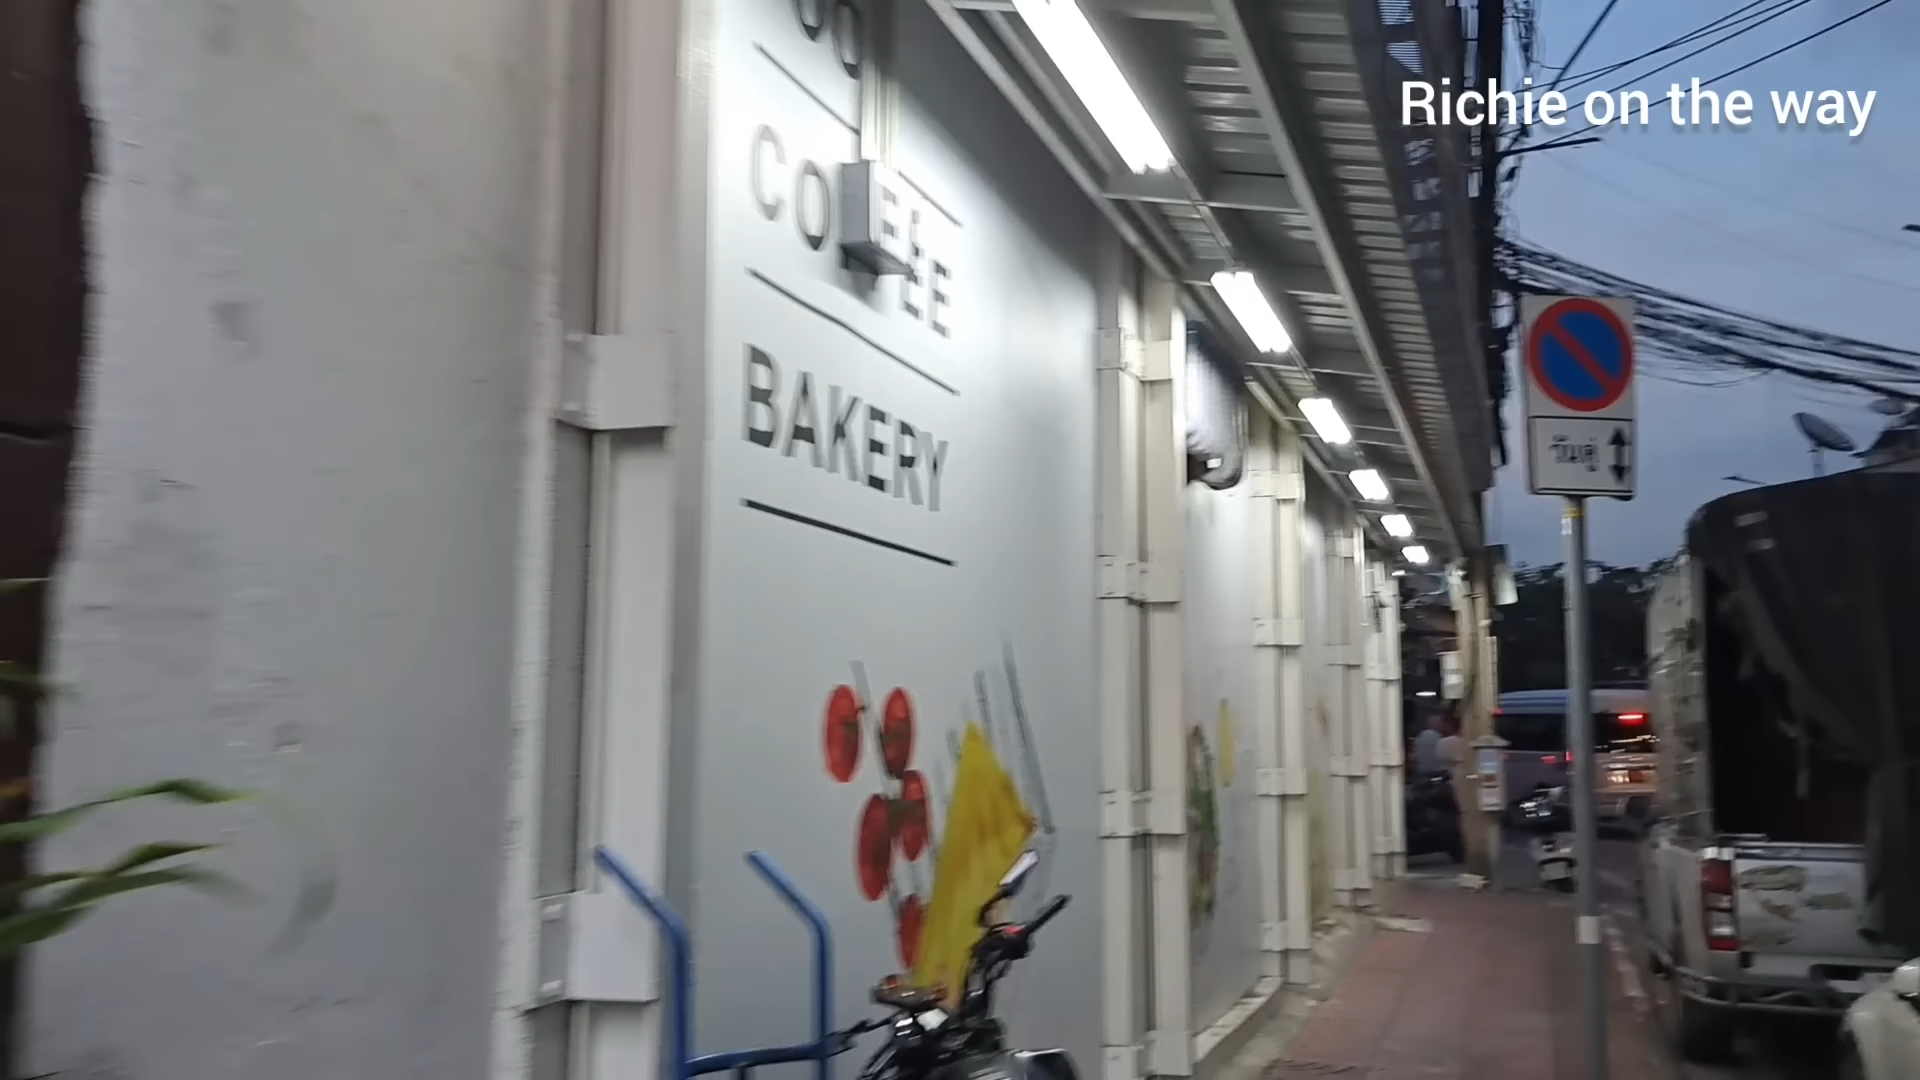 Richie on the way
COFFEE
BAKERY
วันคู่